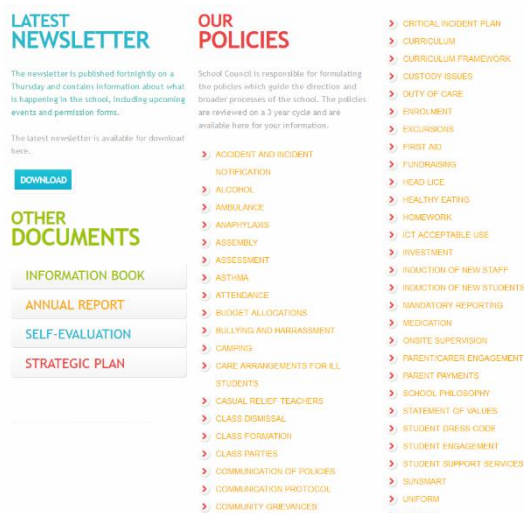 LATEST
NEWSLETTER
The newsletter is published fortnightly on a
Thursday and contains information about what
is happening in the school, including upcoming
events and permission forms.
The latest newsletter is available for download
here.
DOWNLOAD
OTHER
DOCUMENTS
INFORMATION BOOK
ANNUAL REPORT
SELF-EVALUATION
STRATEGIC PLAN
OUR
POLICIES
School Council is responsible for formulating
the policies which guide the direction and
broader processes of the school. The policies
are reviewed on a 3 year cycle and are
available here for your information.
ACCIDENT AND INCIDENT
NOTIFICATION
ALCOHOL
AMBULANCE
ANAPHYLAXIS
ASSEMBLY
ASSESSMENT
ASTHMA
ATTENDANCE
BUDGET ALLOCATIONS
BULLYING AND HARRASSMENT
CAMPING
CARE ARRANGEMENTS FOR ILL
STUDENTS
CASUAL RELIEF TEACHERS
CLASS DISMISSAL
CLASS FORMATION
CLASS PARTIES
COMMUNICATION OF POLICIES
COMMUNICATION PROTOCOL
COMMUNITY GRIEVANCES
CRITICAL INCIDENT PLAN
CURRICULUM
CURRICULUM FRAMEWORK
CUSTODY ISSUES
DUTY OF CARE
ENROLMENT
EXCURSIONS
FIRST AID
FUNDRAISING
HEAD LICE
HEALTHY EATING
HOMEWORK
ICT ACCEPTABLE USE
INVESTMENT
INDUCTION OF NEW STAFF
INDUCTION OF NEW STUDENTS
MANDATORY REPORTING
MEDICATION
ONSITE SUPERVISION
PARENT/CARER ENGAGEMENT
PARENT PAYMENTS
SCHOOL PHILOSOPHY
STATEMENT OF VALUES
STUDENT DRESS CODE
STUDENT ENGAGEMENT
STUDENT SUPPORT SERVICES
SUNSMART
UNIFORM